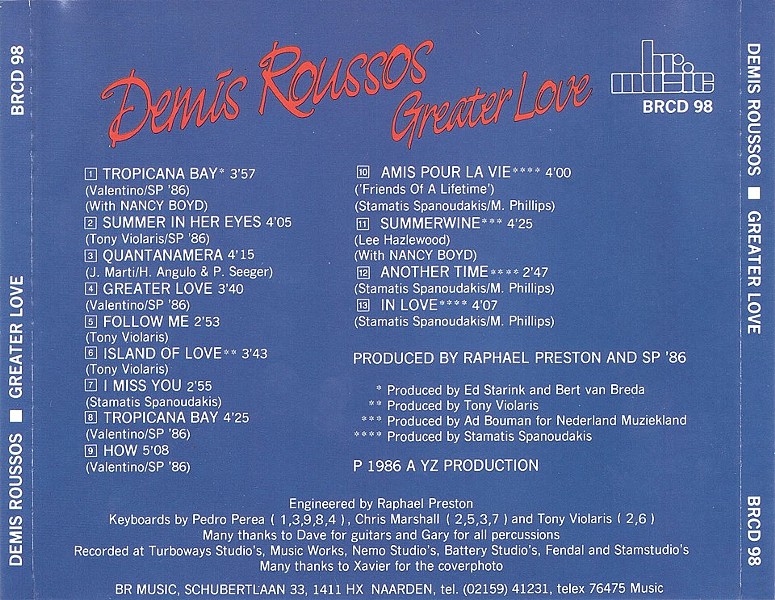 BRCD 98
GREATER LOVE
DEMIS ROUSSOS
Demis Roussos
Greater Love
br music
BRCD 98
1 TROPICANA BAY* 3'57
(Valentino/SP '86)
(With NANCY BOYD)
2 SUMMER IN HER EYES 4'05
(Tony Violaris/SP '86)
3 QUANTANAMERA 4'15
(J. Marti/H. Angulo & P. Seeger)
4 GREATER LOVE 3'40
(Valentino/SP '86)
5 FOLLOW ME 2'53
(Tony Violaris)
6 ISLAND OF LOVE** 3'43
(Tony Violaris)
7 I MISS YOU 2'55
(Stamatis Spanoudakis)
8 TROPICANA BAY 4'25
(Valentino/SP '86)
9 HOW 5'08
(Valentino/SP '86)
10 AMIS POUR LA VIE**** 4'00
('Friends Of A Lifetime')
(Stamatis Spanoudakis/M. Phillips)
11 SUMMERWINE*** 4'25
(Lee Hazlewood)
(With NANCY BOYD)
12 ANOTHER TIME**** 2'47
(Stamatis Spanoudakis/M. Phillips)
13 IN LOVE**** 4'07
(Stamatis Spanoudakis/M. Phillips)
PRODUCED BY RAPHAEL PRESTON AND SP '86
* Produced by Ed Starink and Bert van Breda
** Produced by Tony Violaris
*** Produced by Ad Bouman for Nederland Muziekland
**** Produced by Stamatis Spanoudakis
P 1986 A YZ PRODUCTION
Engineered by Raphael Preston
Keyboards by Pedro Perea ( 1,3,9,8,4 ), Chris Marshall ( 2,5,3,7 ) and Tony Violaris ( 2,6 )
Many thanks to Dave for guitars and Gary for all percussions
Recorded at Turboways Studio's, Music Works, Nemo Studio's, Battery Studio's, Fendal and Stamstudio's
Many thanks to Xavier for the coverphoto
BR MUSIC, SCHUBERTLAAN 33, 1411 HX NAARDEN, tel. (02159) 41231, telex 76475 Music
DEMIS ROUSSOS
GREATER LOVE
BRCD 98